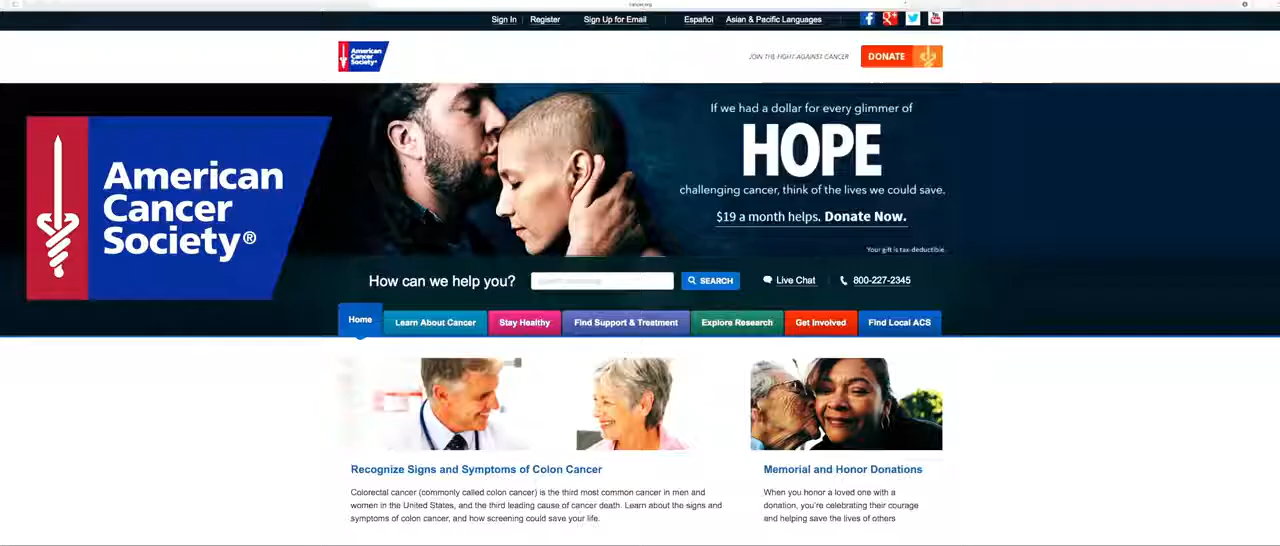 cancer.org
Sign In
Register
Sign Up for Email
Español
Asian & Pacific Languages
American
Cancer
Society®
JOIN THE FIGHT AGAINST CANCER
DONATE
American
Cancer
Society®
If we had a dollar for every glimmer of
HOPE
challenging cancer, think of the lives we could save.
$19 a month helps. Donate Now.
Your gift is tax-deductible.
How can we help you?
SEARCH
Live Chat
800-227-2345
Home
Learn About Cancer
Stay Healthy
Find Support & Treatment
Explore Research
Get Involved
Find Local ACS
Recognize Signs and Symptoms of Colon Cancer
Colorectal cancer (commonly called colon cancer) is the third most common cancer in men and
women in the United States, and the third leading cause of cancer death. Learn about the signs and
symptoms of colon cancer, and how screening could save your life.
Memorial and Honor Donations
When you honor a loved one with a
donation, you're celebrating their courage
and helping save the lives of others